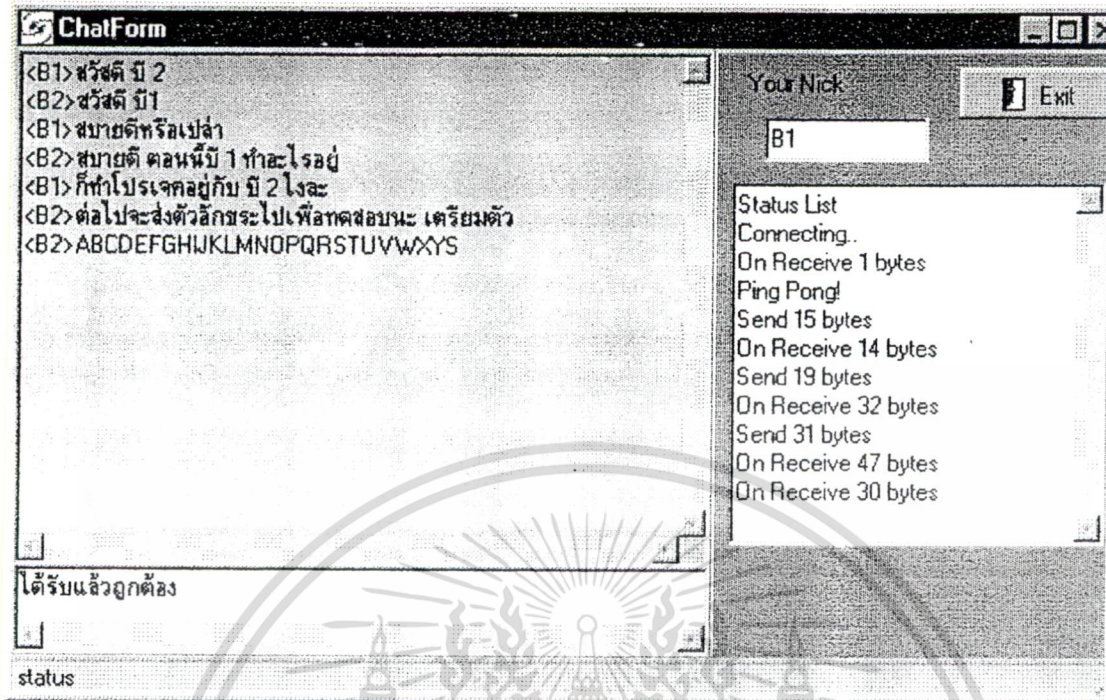 ChatForm
<B1>สวัสดี บี 2
<B2>สวัสดี บี1
<B1>สบายดีหรือเปล่า
<B2>สบายดี ตอนนี้บี 1 ทำอะไรอยู่
<B1>ก็ทำโปรเจคอยู่กับ บี 2 ไงละ
<B2>ต่อไปจะส่งตัวอักขระไปเพื่อทดสอบนะ เตรียมตัว
<B2>ABCDEFGHIJKLMNOPQRSTUVWXYS
ได้รับแล้วถูกต้อง
status
Your Nick
Exit
B1
Status List
Connecting..
On Receive 1 bytes
Ping Pong!
Send 15 bytes
On Receive 14 bytes
Send 19 bytes
On Receive 32 bytes
Send 31 bytes
On Receive 47 bytes
On Receive 30 bytes